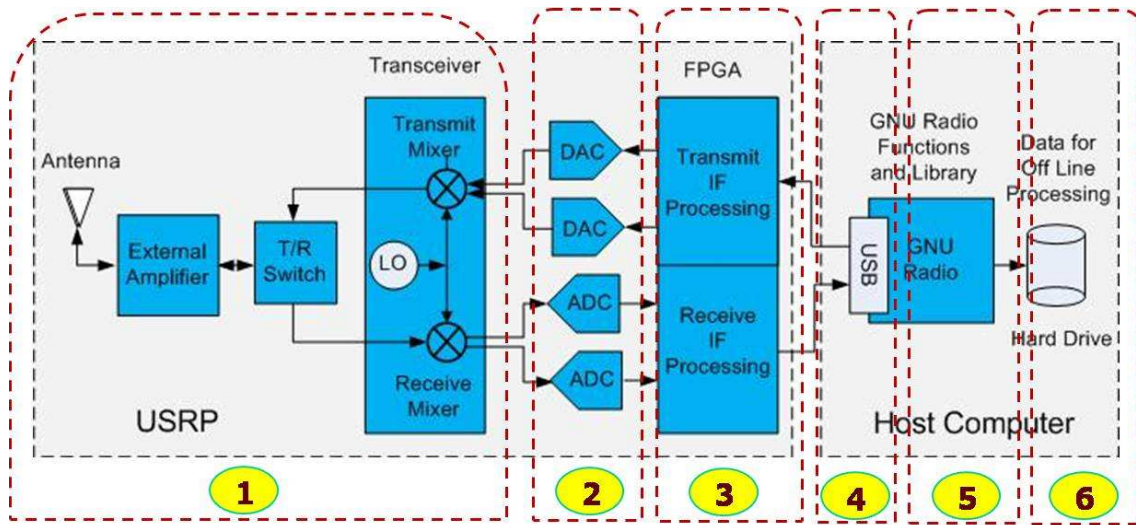 Transceiver
FPGA
Antenna
External
Amplifier
T/R
Switch
Transmit
Mixer
LO
Receive
Mixer
DAC
DAC
ADC
ADC
Transmit
IF
Processing
Receive
IF
Processing
GNU Radio
Functions
and Library
USB
GNU
Radio
Data for
Off Line
Processing
Hard Drive
USRP
Host Computer
1
2
3
4
5
6